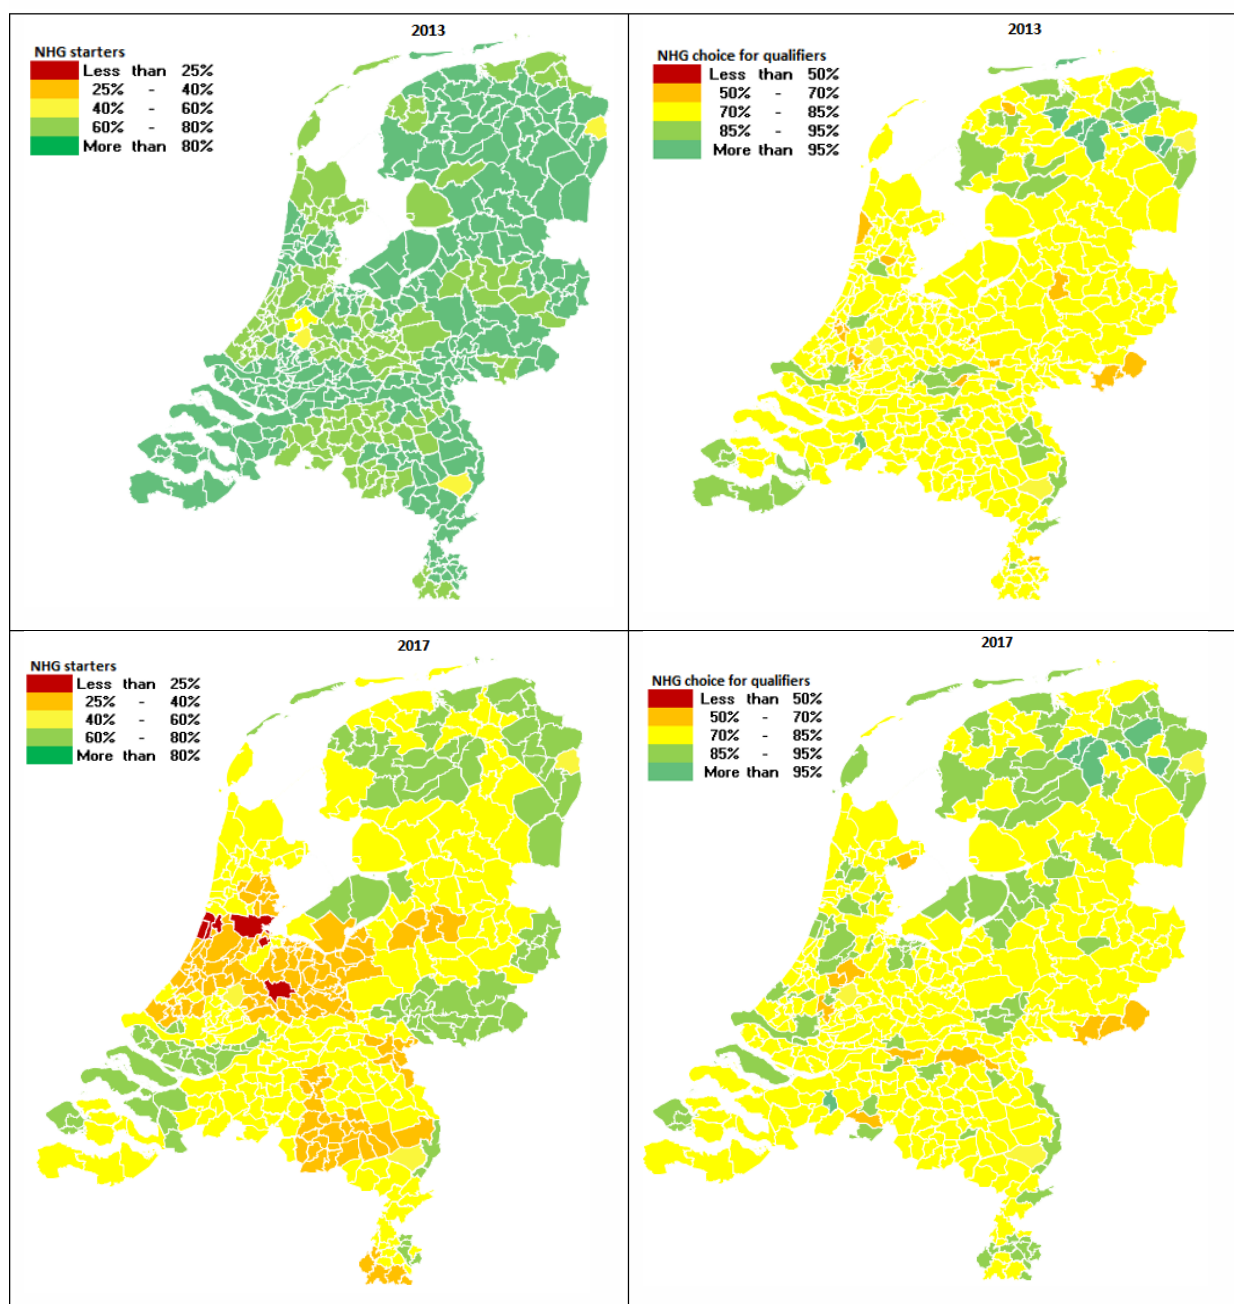 2013
NHG starters
Less than 25%
25% - 40%
40% - 60%
60% - 80%
More than 80%
2013
NHG choice for qualifiers
Less than 50%
50% - 70%
70% - 85%
85% - 95%
More than 95%
2017
NHG starters
Less than 25%
25% - 40%
40% - 60%
60% - 80%
More than 80%
2017
NHG choice for qualifiers
Less than 50%
50% - 70%
70% - 85%
85% - 95%
More than 95%